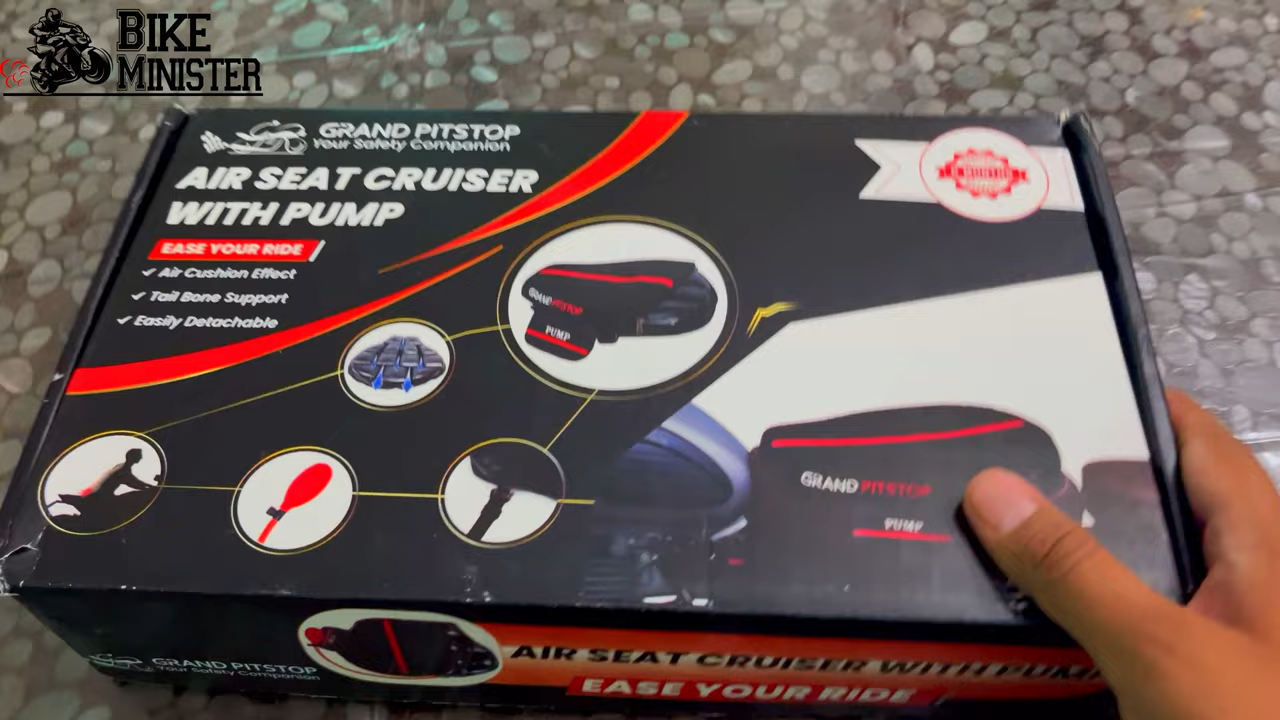 BIKE
MINISTER
GRAND PITSTOP
Your Safety Companion
AIR SEAT CRUISER
WITH PUMP
EASE YOUR RIDE
Air Cushion Effect
Tail Bone Support
Easily Detachable
GRAND PITSTOP
PUMP
GRAND PITSTOP
PUMP
GRAND PITSTOP
Your Safety Companion
AIR SEAT CRUISER WITH PUMP
EASE YOUR RIDE